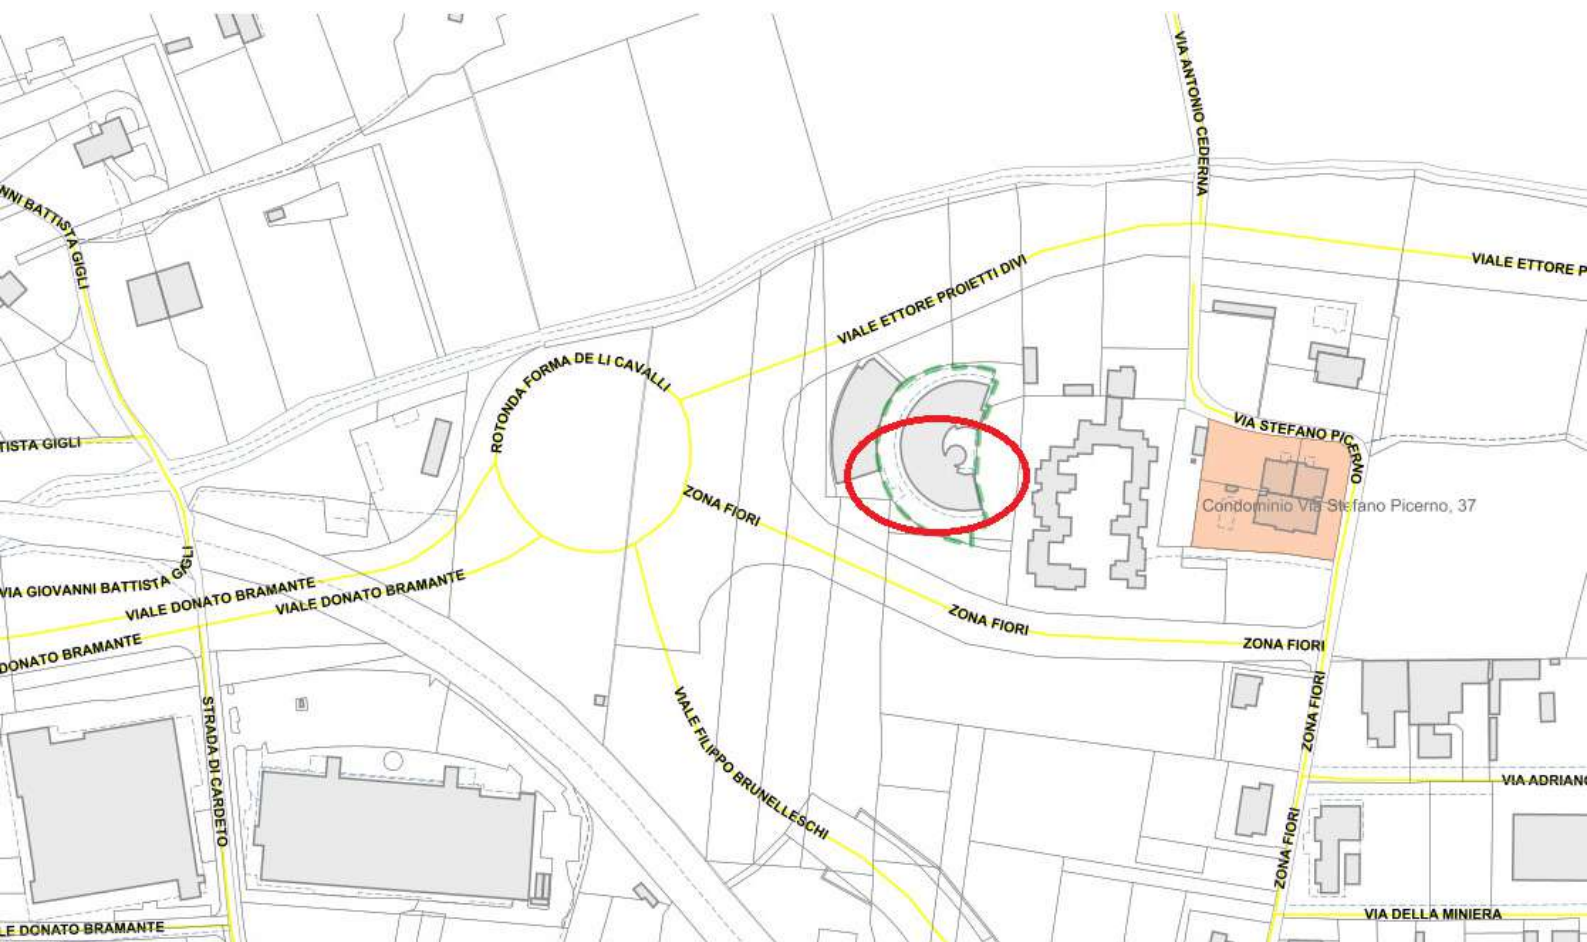 VIA ANTONIO CEDERNA
NNI BATTISTA GIGLI
VIALE ETTORE PROIETTI DIVI
VIALE ETTORE P
ROTONDA FORMA DE LI CAVALLI
TISTA GIGLI
VIA STEFANO PICERNO
ZONA FIORI
Condominio Via Stefano Picerno, 37
VIA GIOVANNI BATTISTA GIGLI
VIALE DONATO BRAMANTE
VIALE DONATO BRAMANTE
DONATO BRAMANTE
ZONA FIORI
ZONA FIORI
STRADA DI CARDETO
VIALE FILIPPO BRUNELLESCHI
ZONA FIORI
VIA ADRIANO
ZONA FIORI
VIA DELLA MINIERA
LE DONATO BRAMANTE